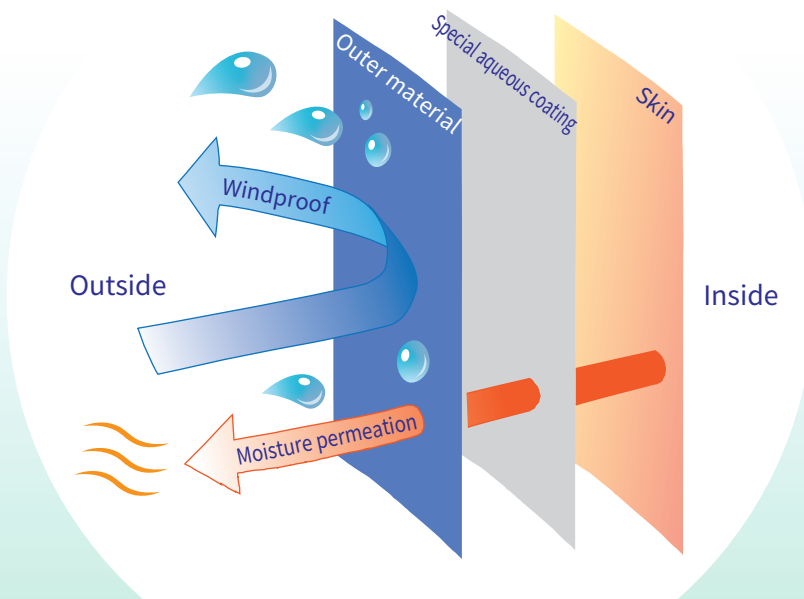 Outer material
Special aqueous coating
Skin
Windproof
Outside
Inside
Moisture permeation